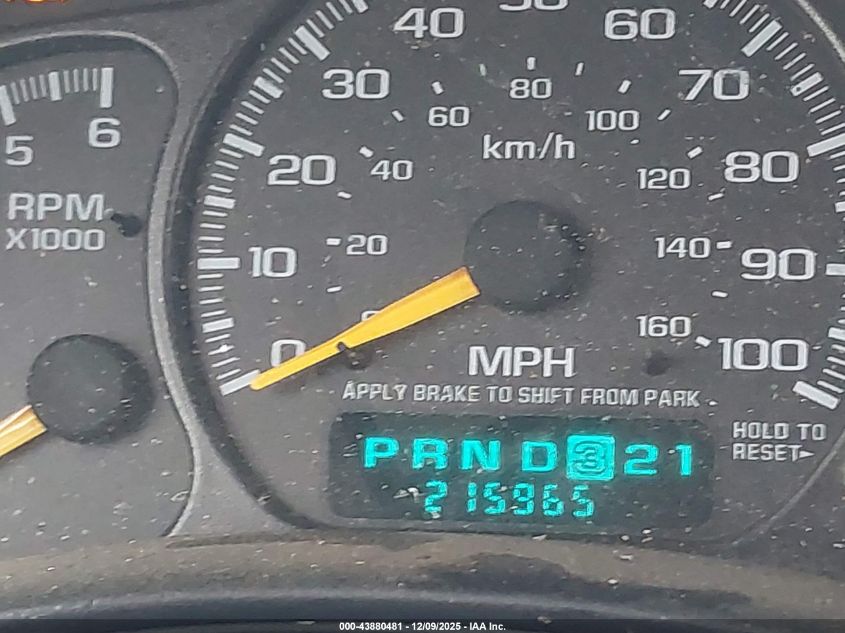 50
40 60
30 80 70
60 100
km/h
20 40 120 80
5 6
RPM
X1000
10 20 140 90
0 160 100
MPH
APPLY BRAKE TO SHIFT FROM PARK
HOLD TO
RESET
PRND321
215965
000-43880481 - 12/09/2025 - IAA Inc.